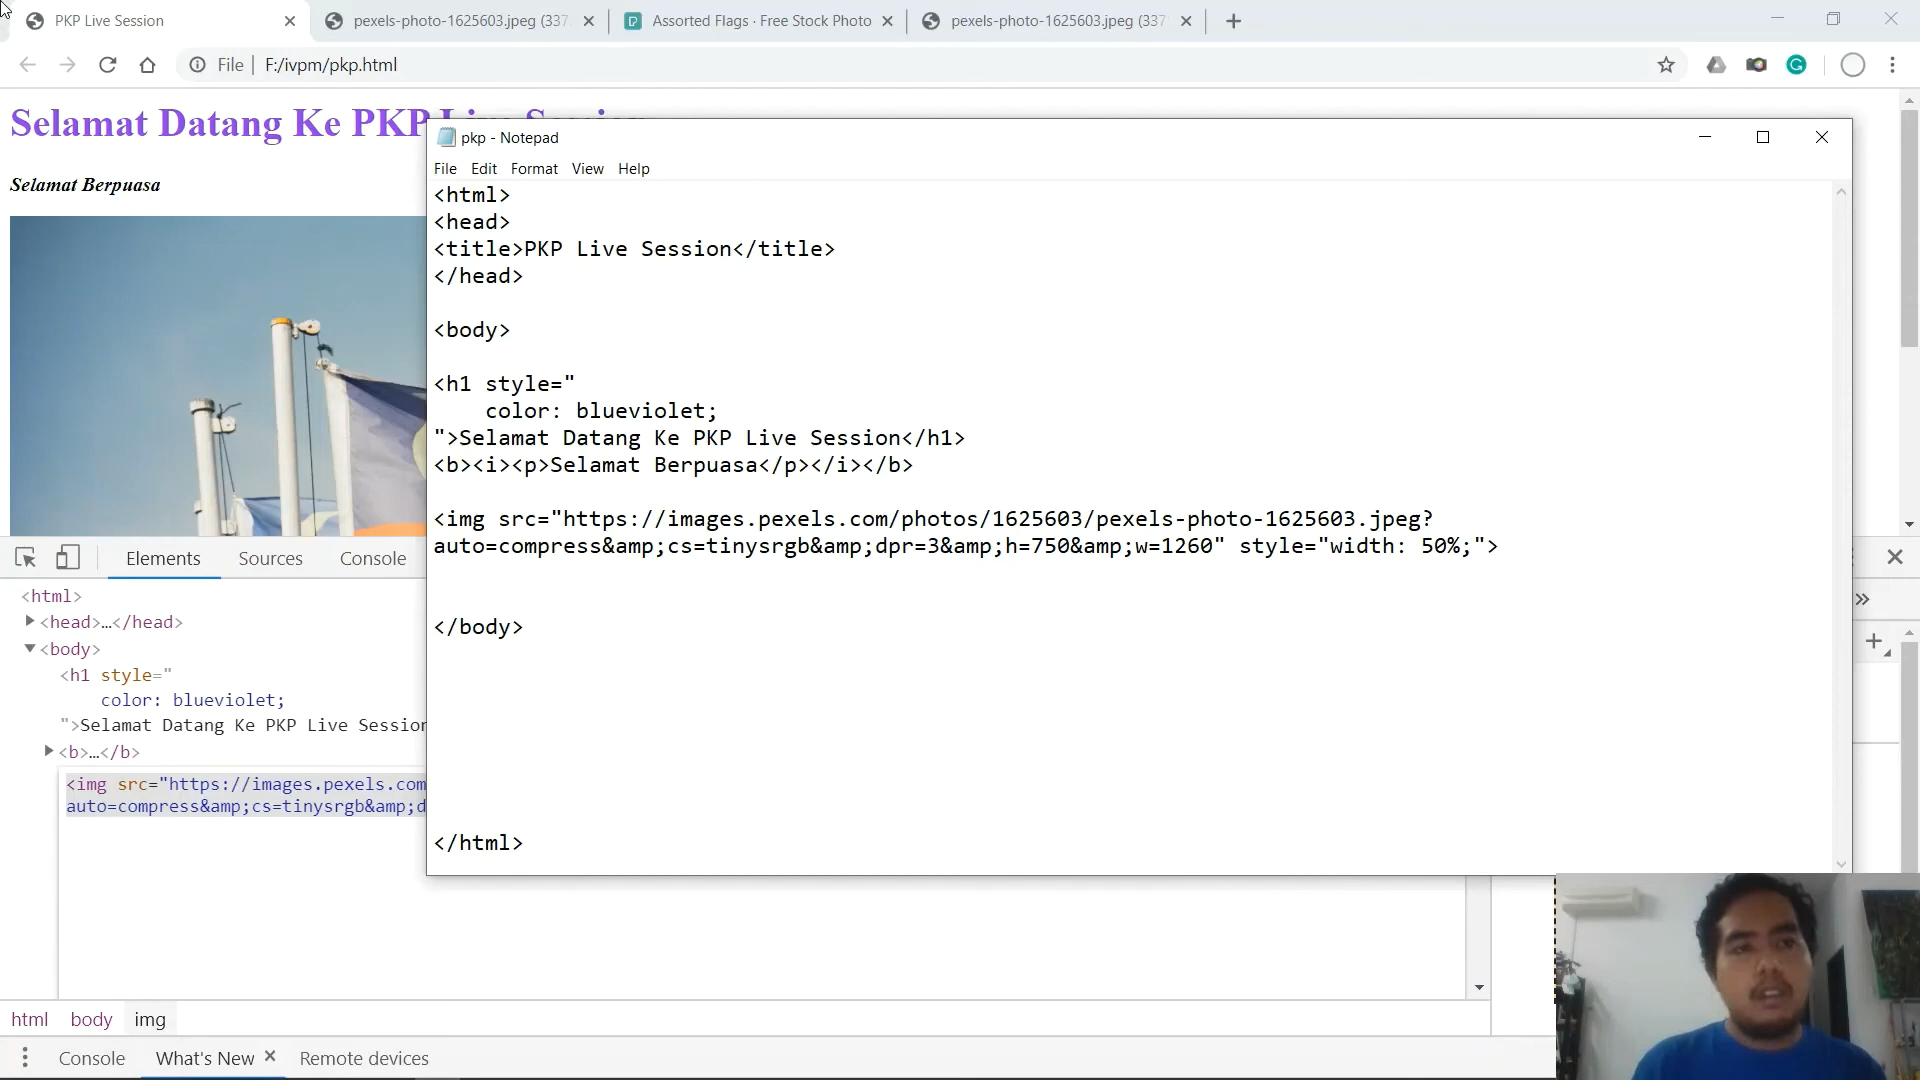 PKP Live Session
pexels-photo-1625603.jpeg (337
Assorted Flags · Free Stock Photo
pexels-photo-1625603.jpeg (337
File
F:/ivpm/pkp.html
Selamat Datang Ke PKP Live Session
Selamat Berpuasa
pkp - Notepad
File Edit Format View Help
<html>
<head>
<title>PKP Live Session</title>
</head>
<body>
<h1 style="
color: blueviolet;
">Selamat Datang Ke PKP Live Session</h1>
<b><i><p>Selamat Berpuasa</p></i></b>
<img src="https://images.pexels.com/photos/1625603/pexels-photo-1625603.jpeg?
auto=compress&amp;cs=tinysrgb&amp;dpr=3&amp;h=750&amp;w=1260" style="width: 50%;">
</body>
</html>
Elements Sources Console
<html>
<head>…</head>
<body>
<h1 style="
color: blueviolet;
">Selamat Datang Ke PKP Live Session
<b>…</b>
<img src="https://images.pexels.com
auto=compress&amp;cs=tinysrgb&amp;d
html body img
Console What's New Remote devices